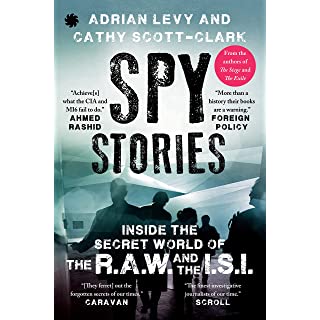 ADRIAN LEVY AND
CATHY SCOTT-CLARK
From the
authors of
The Siege and
The Exile
SPY
STORIES
"Achieve[s]
what the CIA and
MI6 fail to do."
AHMED
RASHID
"More than a
history their books
are a warning."
FOREIGN
POLICY
INSIDE THE
SECRET WORLD OF
THE R.A.W. AND THE I.S.I.
"[They] ferret out the
forgotten secrets of our times."
CARAVAN
"The finest investigative
journalists of our time."
SCROLL